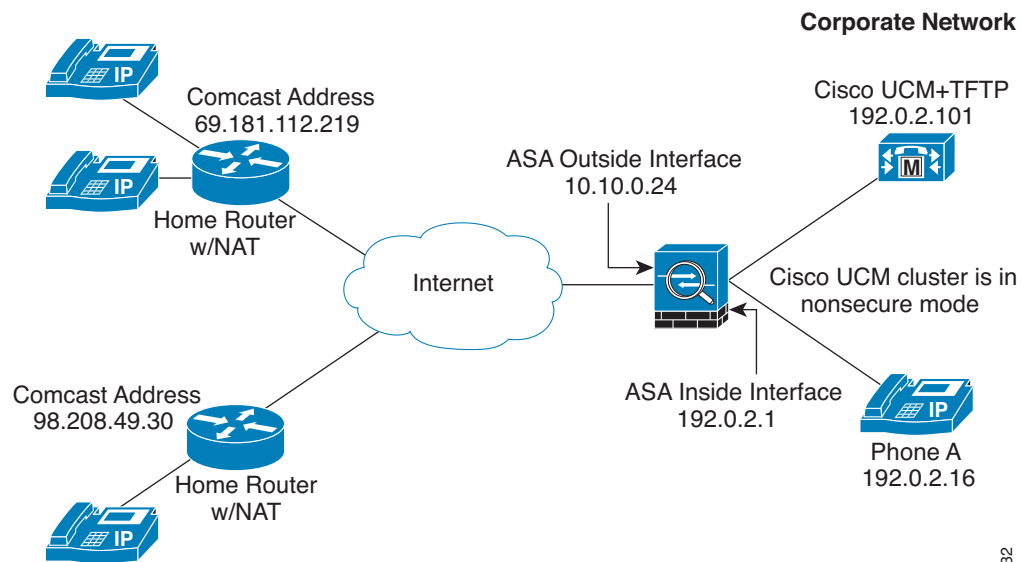 Corporate Network
IP
Comcast Address
69.181.112.219
IP
Home Router
w/NAT
Cisco UCM+TFTP
192.0.2.101
M
ASA Outside Interface
10.10.0.24
Internet
Cisco UCM cluster is in
nonsecure mode
Comcast Address
98.208.49.30
Home Router
w/NAT
IP
ASA Inside Interface
192.0.2.1
IP
Phone A
192.0.2.16